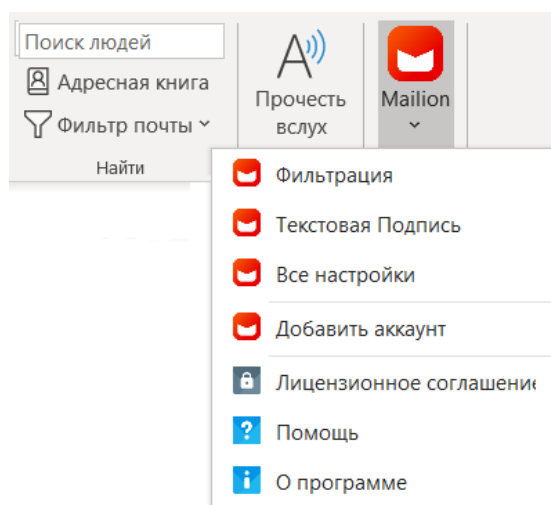 Поиск людей
Адресная книга
Фильтр почты
Найти
Прочесть
вслух
Mailion
Фильтрация
Текстовая Подпись
Все настройки
Добавить аккаунт
Лицензионное соглашение
Помощь
О программе